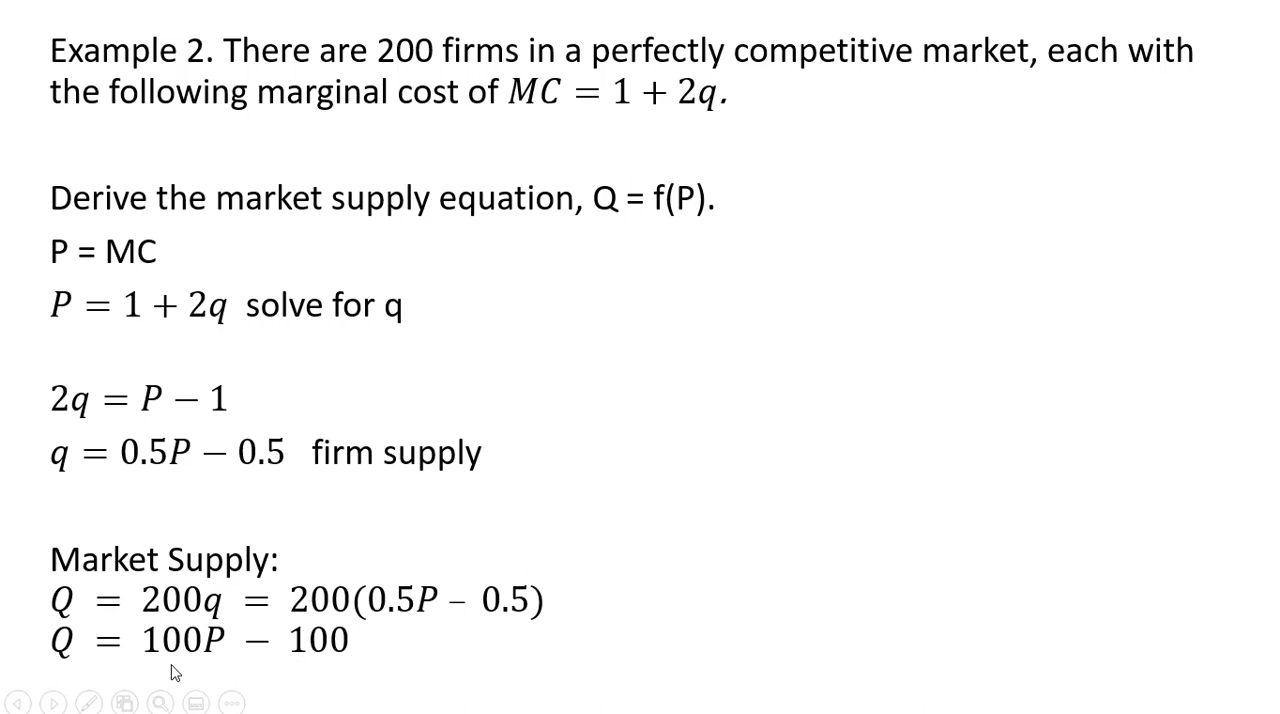 Example 2. There are 200 firms in a perfectly competitive market, each with
the following marginal cost of MC = 1 + 2q.
Derive the market supply equation, Q = f(P).
P = MC
P = 1 + 2q solve for q
2q = P − 1
q = 0.5P − 0.5 firm supply
Market Supply:
Q = 200q = 200(0.5P – 0.5)
Q = 100P − 100